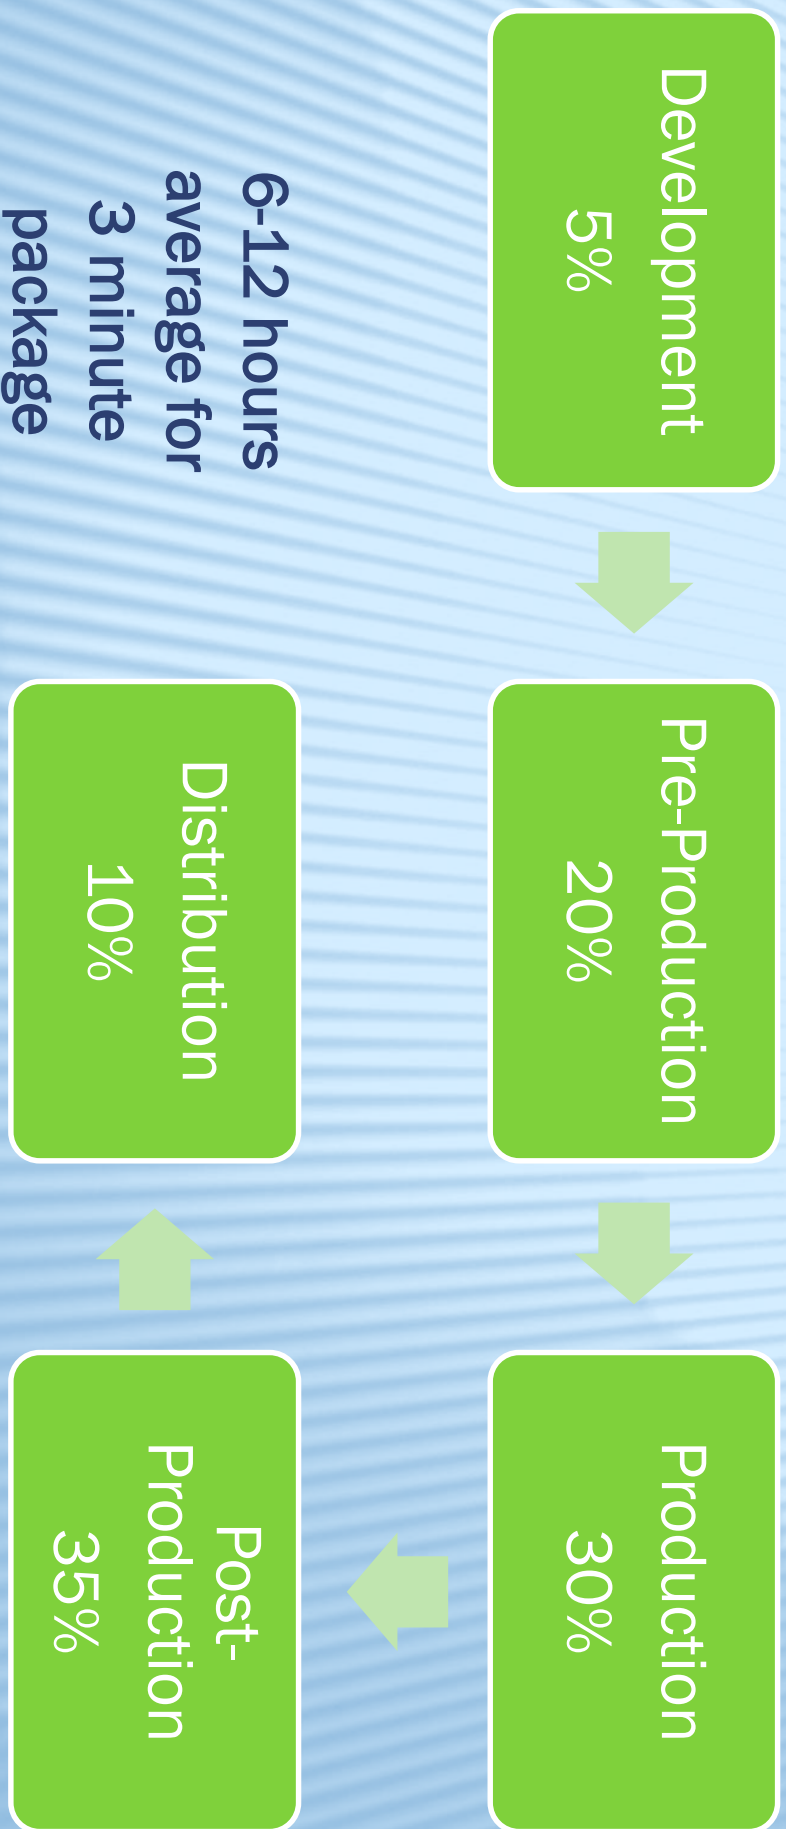 Development
5%
Pre-Production
20%
Production
30%
Post-
Production
35%
Distribution
10%
6-12 hours
average for
3 minute
package